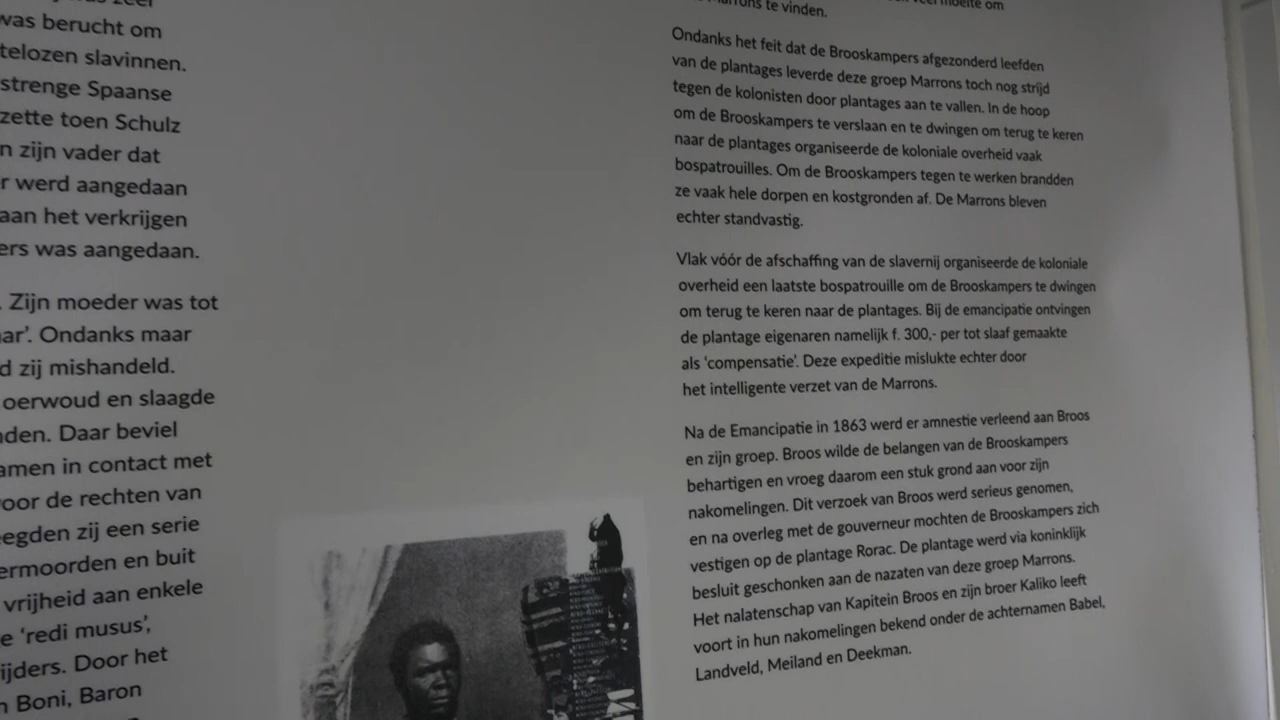 was berucht om
telozen slavinnen.
strenge Spaanse
zette toen Schulz
n zijn vader dat
r werd aangedaan
aan het verkrijgen
ers was aangedaan.
. Zijn moeder was tot
aar’. Ondanks maar
d zij mishandeld.
oerwoud en slaagde
nden. Daar beviel
amen in contact met
voor de rechten van
eegden zij een serie
ermoorden en buit
vrijheid aan enkele
e ‘redi musus’,
ijders. Door het
n Boni, Baron
moeite om
te vinden.
Ondanks het feit dat de Brooskampers afgezonderd leefden
van de plantages leverde deze groep Marrons toch nog strijd
tegen de kolonisten door plantages aan te vallen. In de hoop
om de Brooskampers te verslaan en te dwingen om terug te keren
naar de plantages organiseerde de koloniale overheid vaak
bospatrouilles. Om de Brooskampers tegen te werken brandden
ze vaak hele dorpen en kostgronden af. De Marrons bleven
echter standvastig.
Vlak vóór de afschaffing van de slavernij organiseerde de koloniale
overheid een laatste bospatrouille om de Brooskampers te dwingen
om terug te keren naar de plantages. Bij de emancipatie ontvingen
de plantage eigenaren namelijk f. 300,- per tot slaaf gemaakte
als ‘compensatie’. Deze expeditie mislukte echter door
het intelligente verzet van de Marrons.
Na de Emancipatie in 1863 werd er amnestie verleend aan Broos
en zijn groep. Broos wilde de belangen van de Brooskampers
behartigen en vroeg daarom een stuk grond aan voor zijn
nakomelingen. Dit verzoek van Broos werd serieus genomen,
en na overleg met de gouverneur mochten de Brooskampers zich
vestigen op de plantage Rorac. De plantage werd via koninklijk
besluit geschonken aan de nazaten van deze groep Marrons.
Het nalatenschap van Kapitein Broos en zijn broer Kaliko leeft
voort in hun nakomelingen bekend onder de achternamen Babel,
Landveld, Meiland en Deekman.